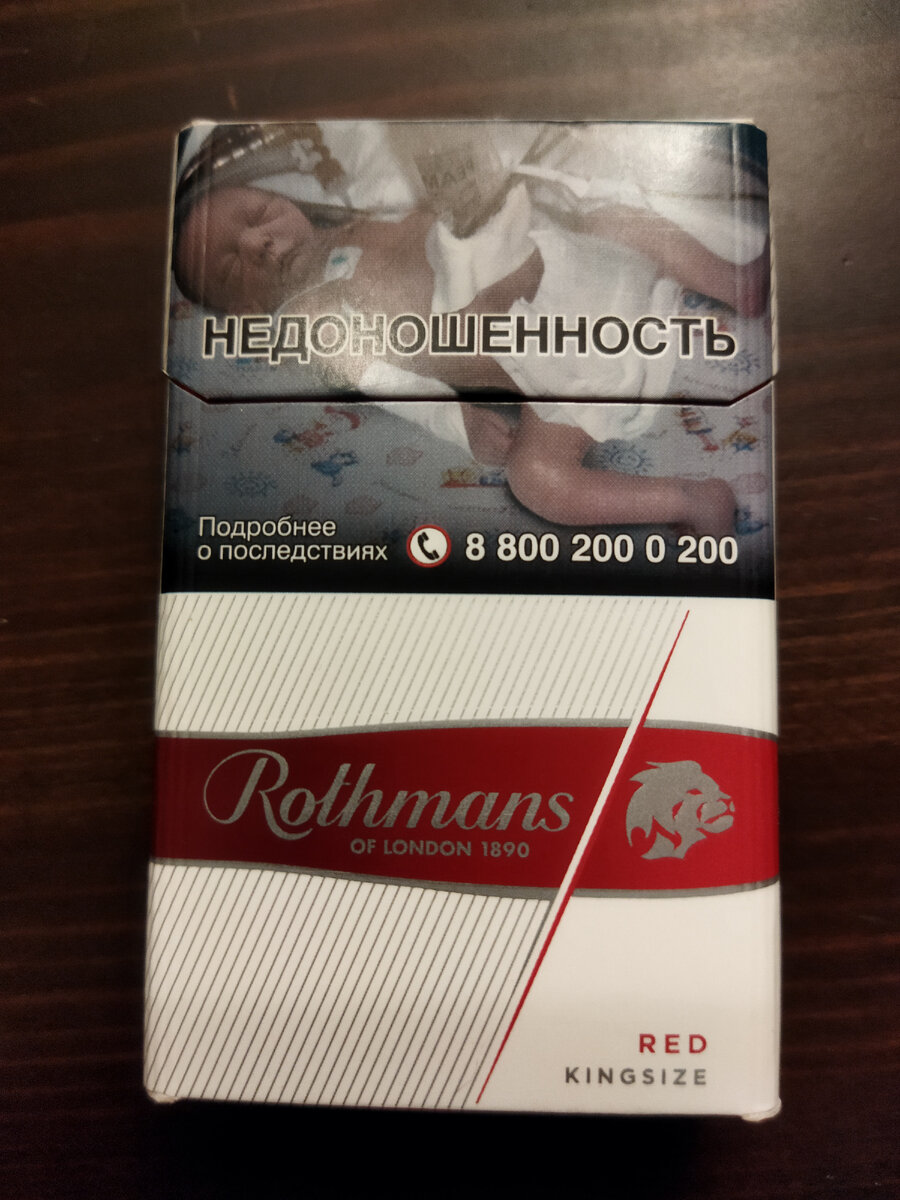 НЕДОНОШЕННОСТЬ
Подробнее
о последствиях
8 800 200 0 200
Rothmans
OF LONDON 1890
RED
KINGSIZE